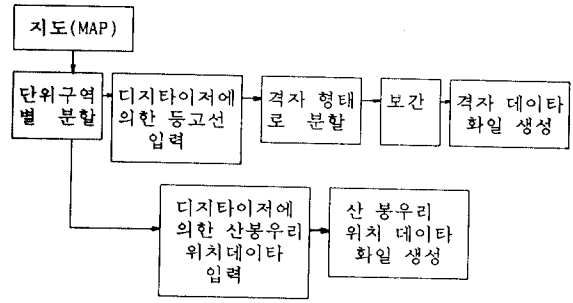 지도(MAP)
단위구역
별 분할
디지타이저에
의한 등고선
입력
격자 형태
로 분할
보간
격자 데이타
화일 생성
디지타이저에
의한 산봉우리
위치데이타
입력
산 봉우리
위치 데이타
화일 생성